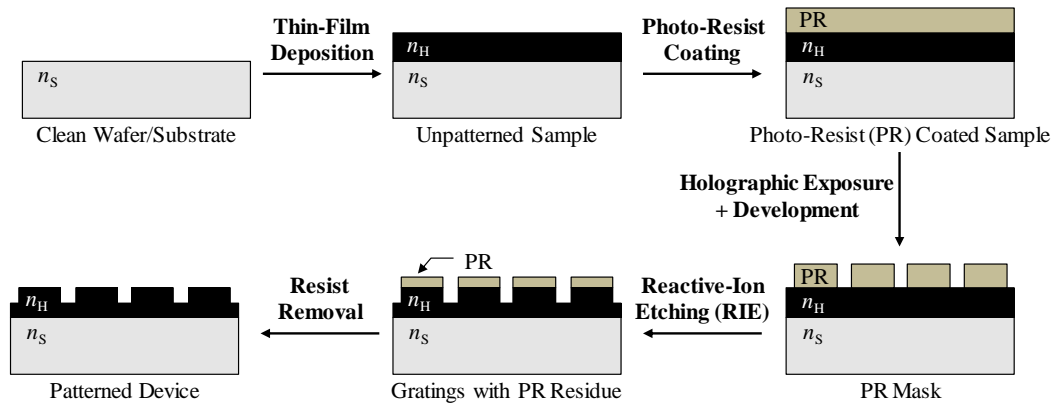 Thin-Film
Deposition
Photo-Resist
Coating
PR
n_H
n_S
n_H
n_S
n_S
Clean Wafer/Substrate
Unpatterned Sample
Photo-Resist (PR) Coated Sample
Holographic Exposure
+ Development
PR
n_H
n_S
PR Mask
Reactive-Ion
Etching (RIE)
PR
n_H
n_S
Gratings with PR Residue
Resist
Removal
n_H
n_S
Patterned Device